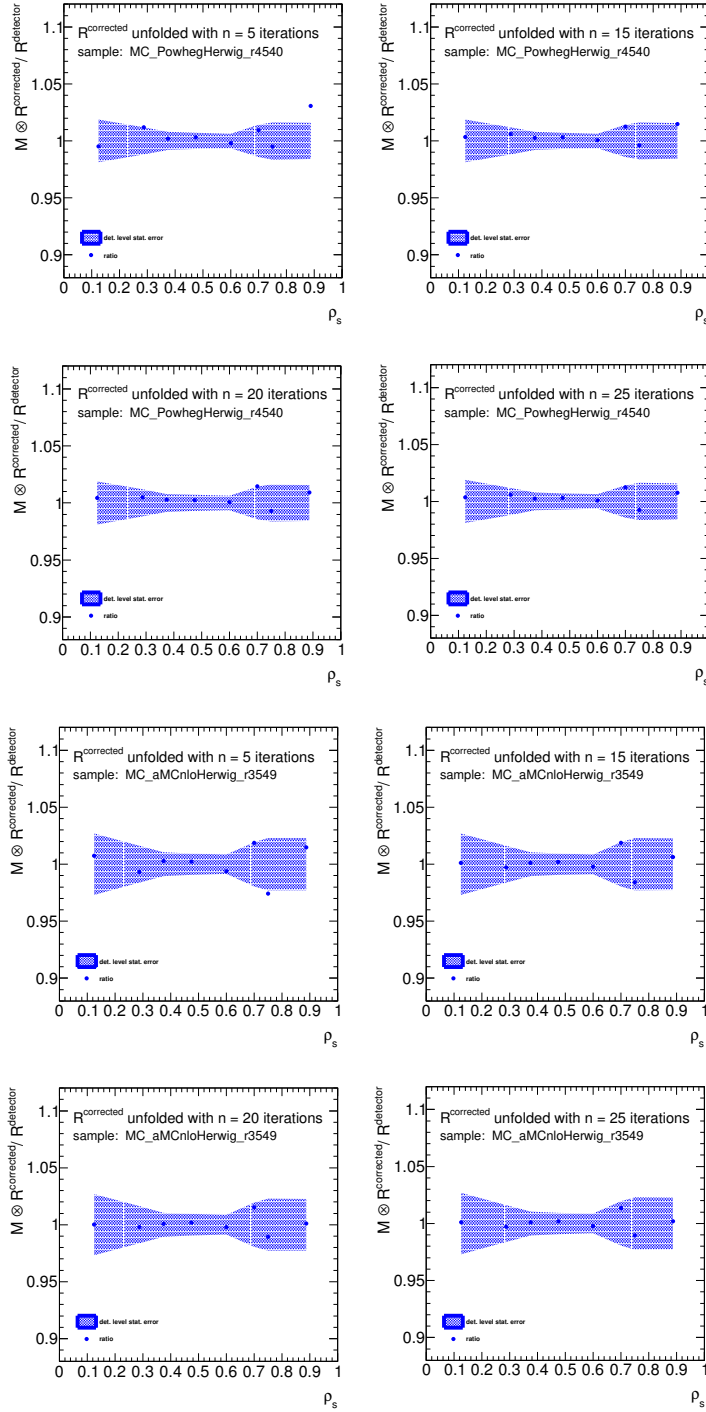 M ⊗ R^corrected / R^detector
R^corrected unfolded with n = 5 iterations
sample: MC_PowhegHerwig_r4540
1.1
1.05
1
0.95
0.9
det. level stat. error
ratio
0 0.1 0.2 0.3 0.4 0.5 0.6 0.7 0.8 0.9 1
ρ_s
M ⊗ R^corrected / R^detector
R^corrected unfolded with n = 15 iterations
sample: MC_PowhegHerwig_r4540
1.1
1.05
1
0.95
0.9
det. level stat. error
ratio
0 0.1 0.2 0.3 0.4 0.5 0.6 0.7 0.8 0.9 1
ρ_s
M ⊗ R^corrected / R^detector
R^corrected unfolded with n = 20 iterations
sample: MC_PowhegHerwig_r4540
1.1
1.05
1
0.95
0.9
det. level stat. error
ratio
0 0.1 0.2 0.3 0.4 0.5 0.6 0.7 0.8 0.9 1
ρ_s
M ⊗ R^corrected / R^detector
R^corrected unfolded with n = 25 iterations
sample: MC_PowhegHerwig_r4540
1.1
1.05
1
0.95
0.9
det. level stat. error
ratio
0 0.1 0.2 0.3 0.4 0.5 0.6 0.7 0.8 0.9 1
ρ_s
M ⊗ R^corrected / R^detector
R^corrected unfolded with n = 5 iterations
sample: MC_aMCnloHerwig_r3549
1.1
1.05
1
0.95
0.9
det. level stat. error
ratio
0 0.1 0.2 0.3 0.4 0.5 0.6 0.7 0.8 0.9 1
ρ_s
M ⊗ R^corrected / R^detector
R^corrected unfolded with n = 15 iterations
sample: MC_aMCnloHerwig_r3549
1.1
1.05
1
0.95
0.9
det. level stat. error
ratio
0 0.1 0.2 0.3 0.4 0.5 0.6 0.7 0.8 0.9 1
ρ_s
M ⊗ R^corrected / R^detector
R^corrected unfolded with n = 20 iterations
sample: MC_aMCnloHerwig_r3549
1.1
1.05
1
0.95
0.9
det. level stat. error
ratio
0 0.1 0.2 0.3 0.4 0.5 0.6 0.7 0.8 0.9 1
ρ_s
M ⊗ R^corrected / R^detector
R^corrected unfolded with n = 25 iterations
sample: MC_aMCnloHerwig_r3549
1.1
1.05
1
0.95
0.9
det. level stat. error
ratio
0 0.1 0.2 0.3 0.4 0.5 0.6 0.7 0.8 0.9 1
ρ_s